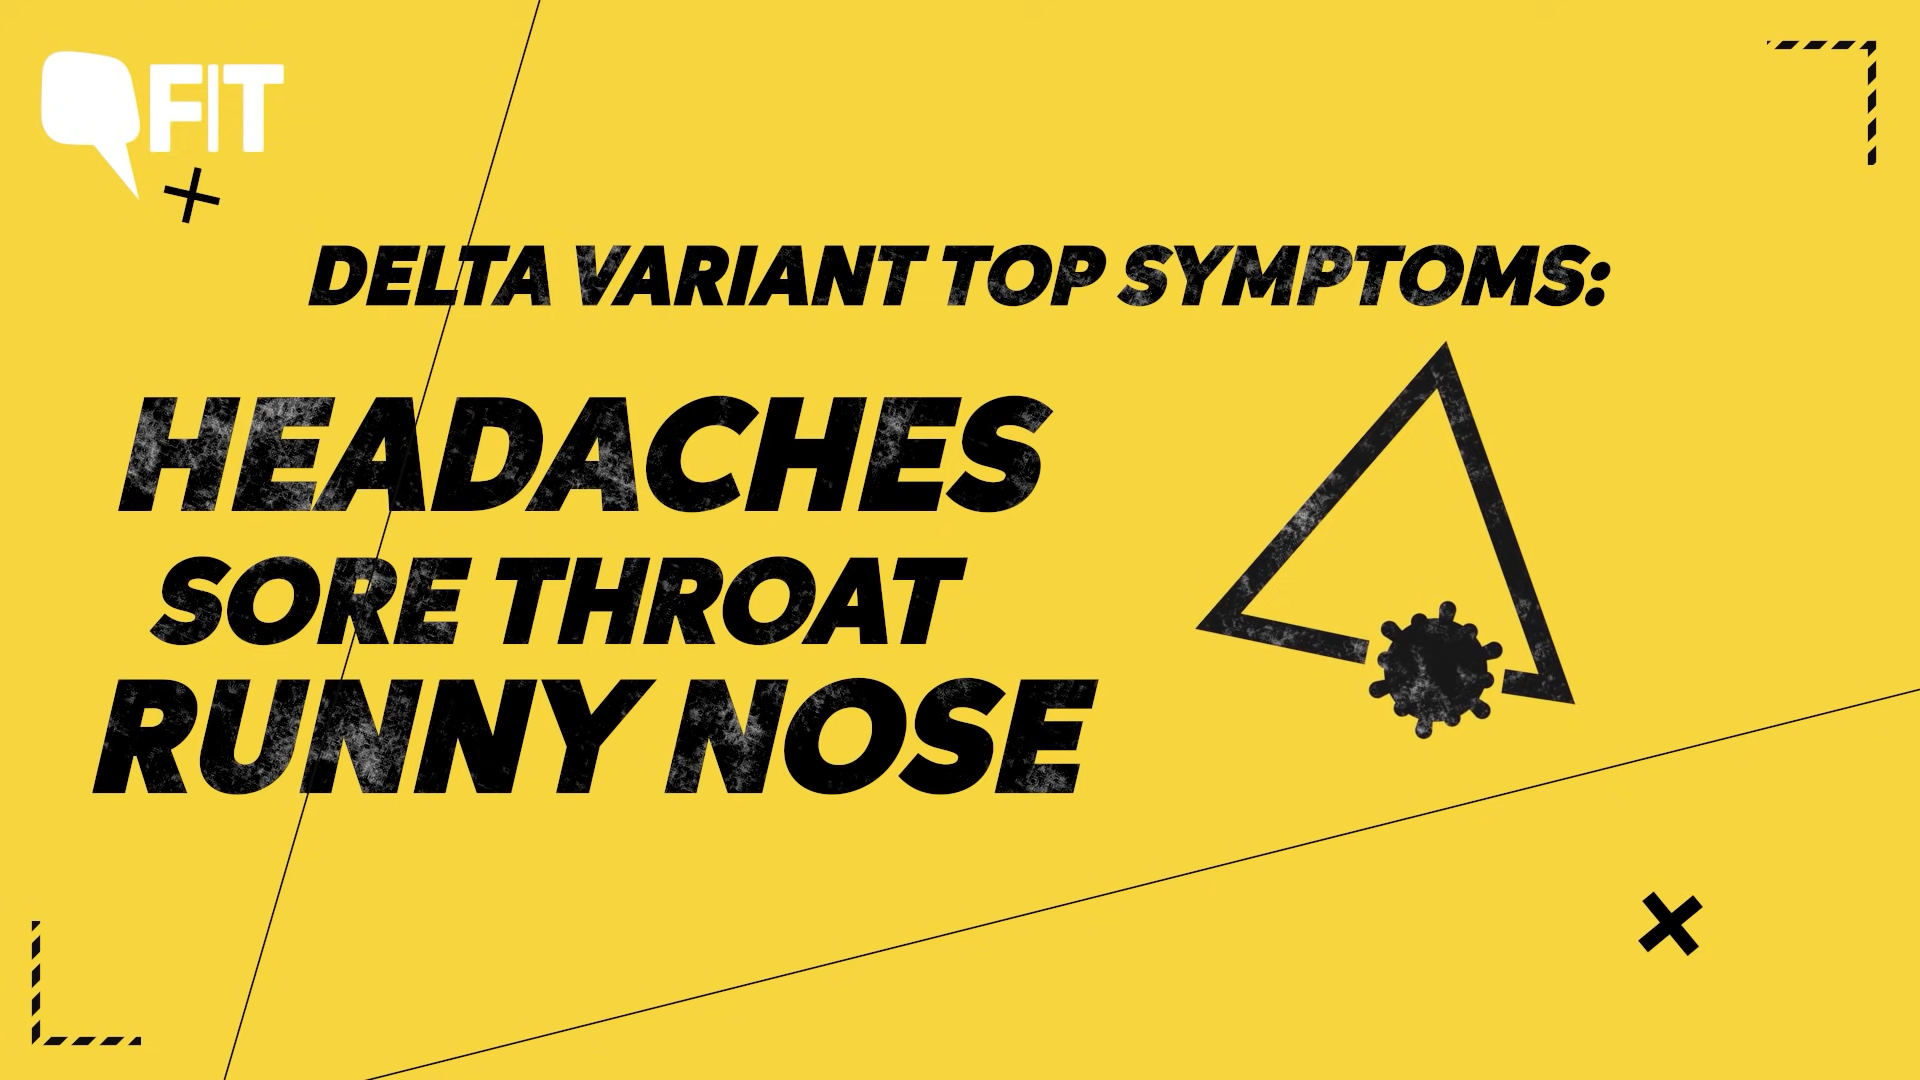 FIT
DELTA VARIANT TOP SYMPTOMS:
HEADACHES
SORE THROAT
RUNNY NOSE